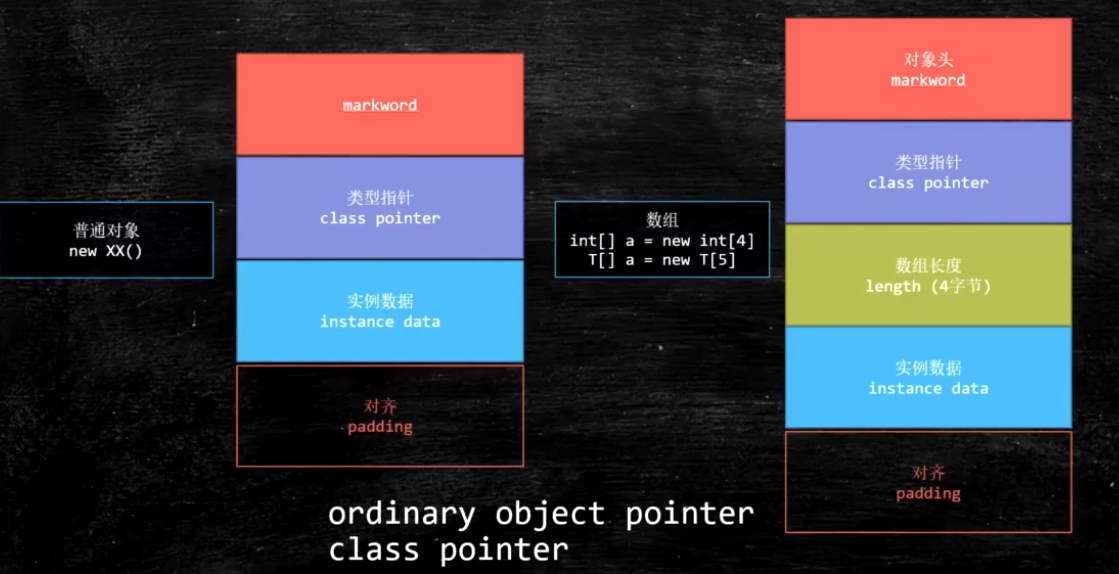 普通对象
new XX()
markword
类型指针
class pointer
实例数据
instance data
对齐
padding
数组
int[] a = new int[4]
T[] a = new T[5]
对象头
markword
类型指针
class pointer
数组长度
length (4字节)
实例数据
instance data
对齐
padding
ordinary object pointer
class pointer